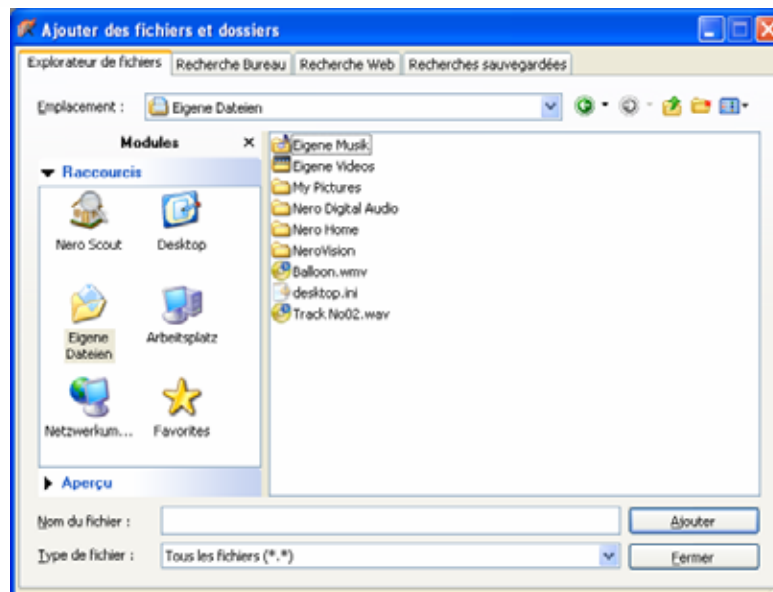 Ajouter des fichiers et dossiers
Explorateur de fichiers Recherche Bureau Recherche Web Recherches sauvegardées
Emplacement : Eigene Dateien
Modules
Raccourcis
Nero Scout Desktop
Eigene Dateien Arbeitsplatz
Netzwerkum... Favorites
Aperçu
Eigene Musik
Eigene Videos
My Pictures
Nero Digital Audio
Nero Home
NeroVision
Balloon.wmv
desktop.ini
Track No02.wav
Nom du fichier : Ajouter
Type de fichier : Tous les fichiers (*.*) Fermer